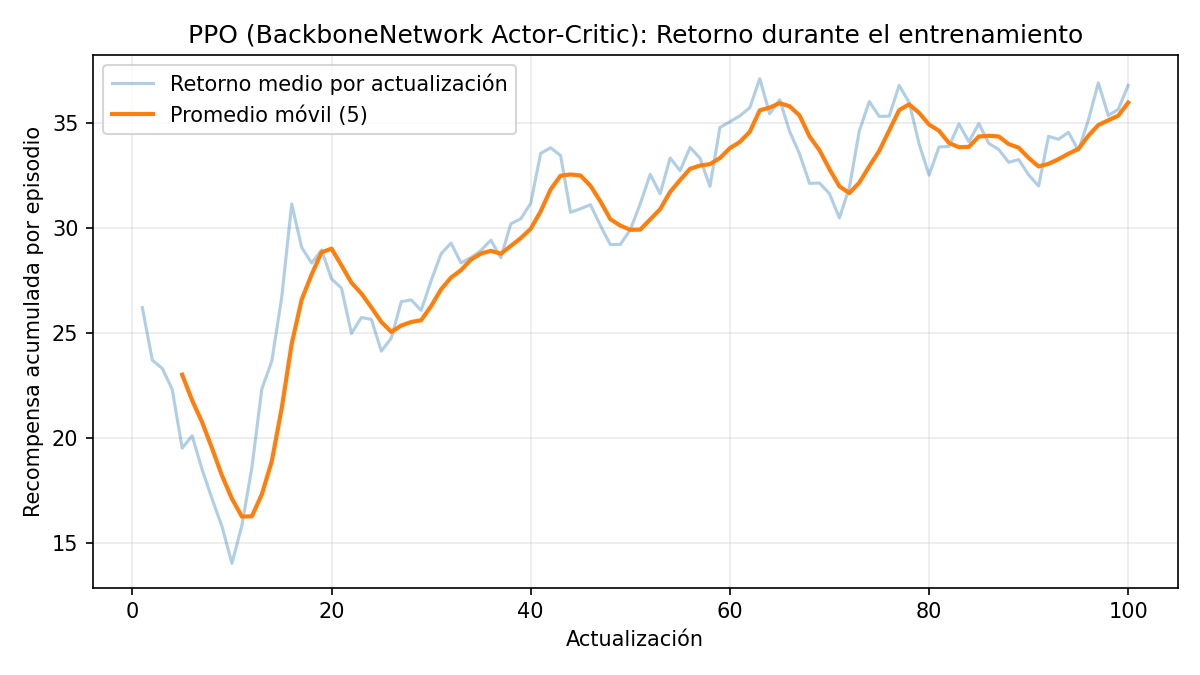 PPO (BackboneNetwork Actor-Critic): Retorno durante el entrenamiento
Retorno medio por actualización
Promedio móvil (5)
Recompensa acumulada por episodio
35
30
25
20
15
0
20
40
60
80
100
Actualización